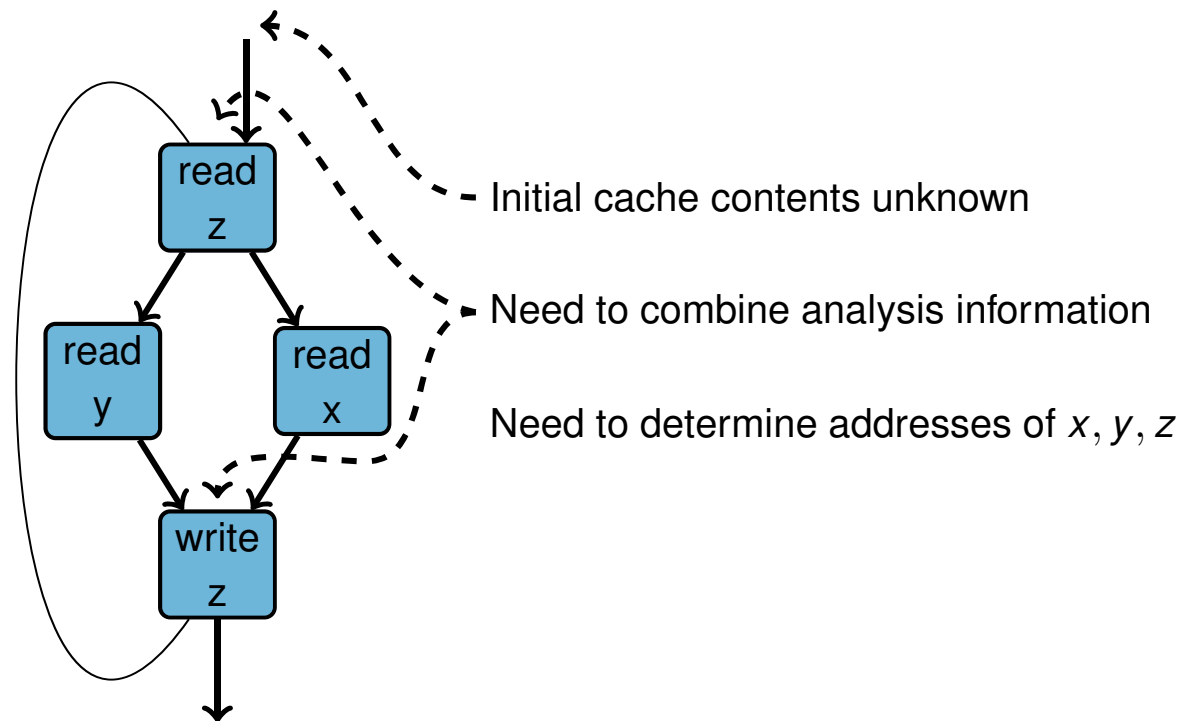 read
z
Initial cache contents unknown
Need to combine analysis information
read
y
read
x
Need to determine addresses of x, y, z
write
z